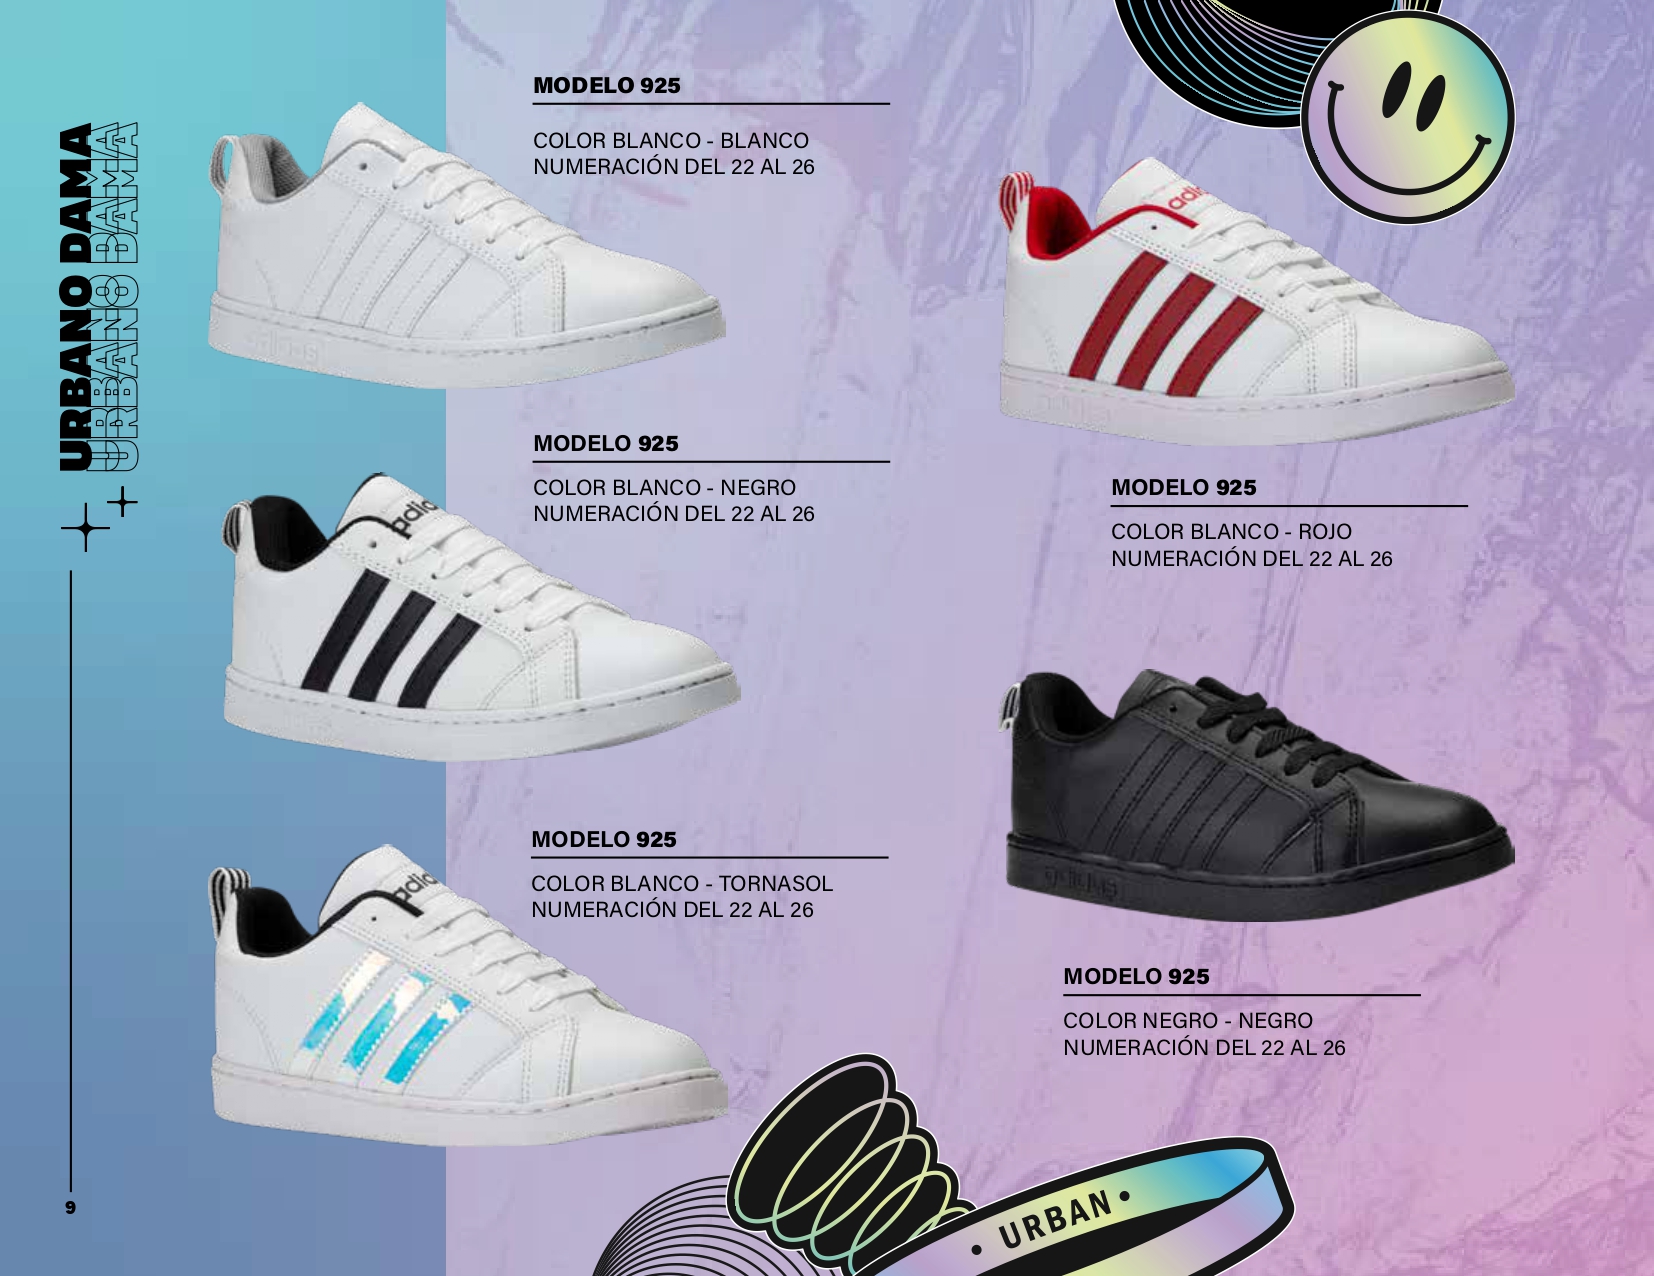 URBANO DAMA
URBANO DAMA
MODELO 925
COLOR BLANCO - BLANCO
NUMERACIÓN DEL 22 AL 26
MODELO 925
COLOR BLANCO - NEGRO
NUMERACIÓN DEL 22 AL 26
MODELO 925
COLOR BLANCO - TORNASOL
NUMERACIÓN DEL 22 AL 26
adi
MODELO 925
COLOR BLANCO - ROJO
NUMERACIÓN DEL 22 AL 26
MODELO 925
COLOR NEGRO - NEGRO
NUMERACIÓN DEL 22 AL 26
• URBAN •
9